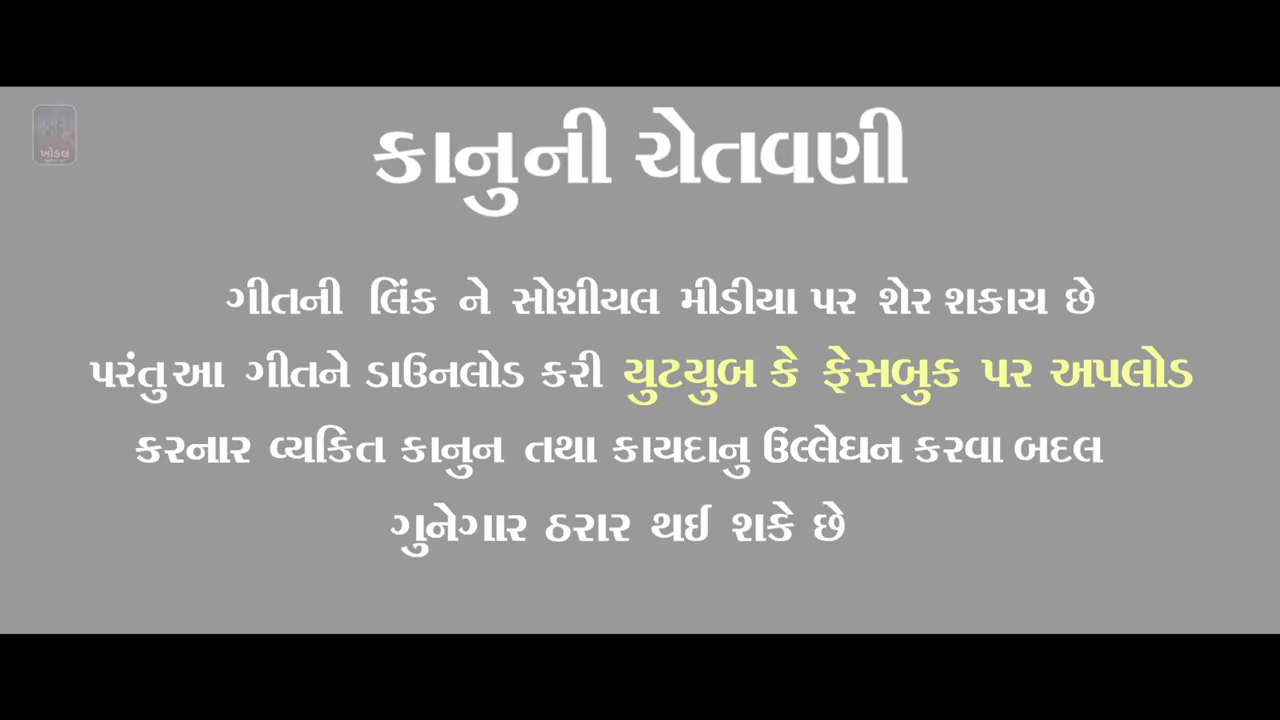 ખોડલ
કાનુની ચેતવણી
ગીતની લિંક ને સોશીયલ મીડીયા પર શેર શકાય છે
પરંતુ આ ગીતને ડાઉનલોડ કરી યુટયુબ કે ફેસબુક પર અપલોડ
કરનાર વ્યકિત કાનુન તથા કાયદાનુ ઉલ્લેઘન કરવા બદલ
ગુનેગાર ઠરાર થઈ શકે છે